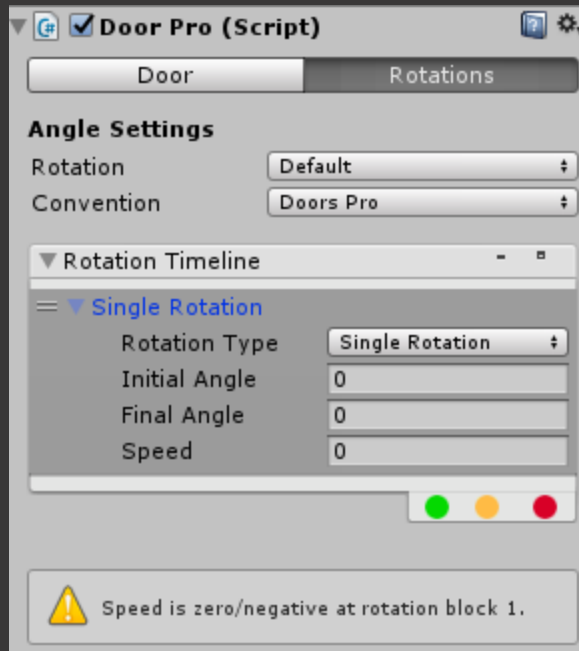 Door Pro (Script)
Door Rotations
Angle Settings
Rotation Default
Convention Doors Pro
Rotation Timeline
Single Rotation
Rotation Type Single Rotation
Initial Angle 0
Final Angle 0
Speed 0
Speed is zero/negative at rotation block 1.